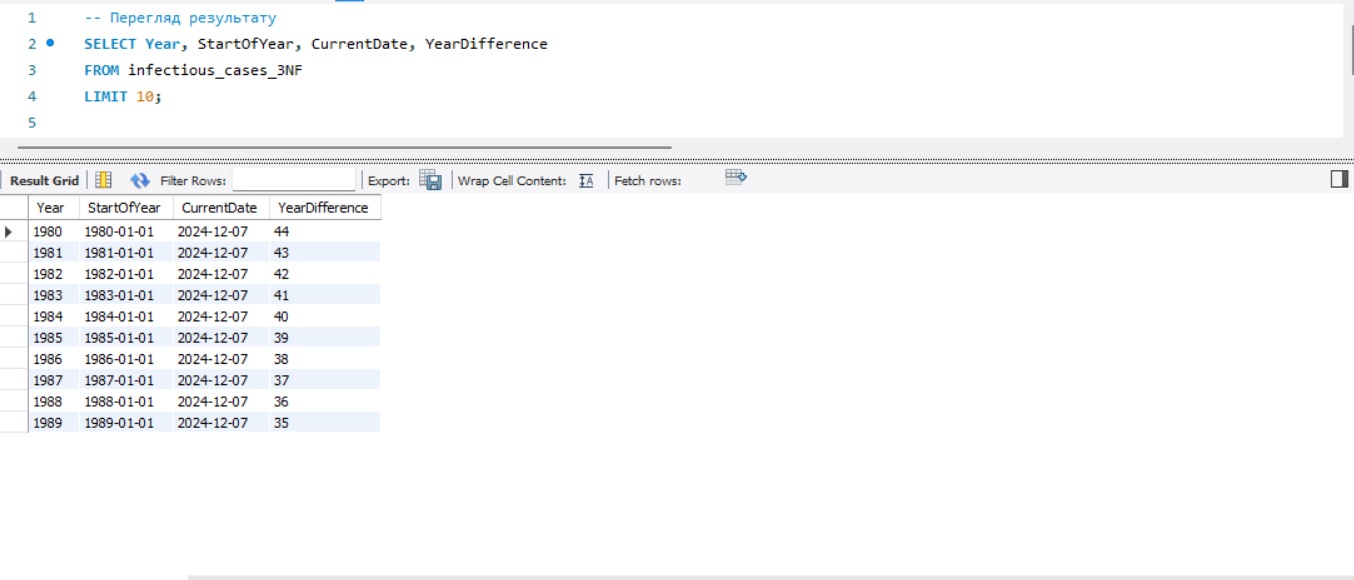 1 -- Перегляд результату
2 SELECT Year, StartOfYear, CurrentDate, YearDifference
3 FROM infectious_cases_3NF
4 LIMIT 10;
5
Result Grid Filter Rows: Export: Wrap Cell Content: Fetch rows:
Year StartOfYear CurrentDate YearDifference
1980 1980-01-01 2024-12-07 44
1981 1981-01-01 2024-12-07 43
1982 1982-01-01 2024-12-07 42
1983 1983-01-01 2024-12-07 41
1984 1984-01-01 2024-12-07 40
1985 1985-01-01 2024-12-07 39
1986 1986-01-01 2024-12-07 38
1987 1987-01-01 2024-12-07 37
1988 1988-01-01 2024-12-07 36
1989 1989-01-01 2024-12-07 35